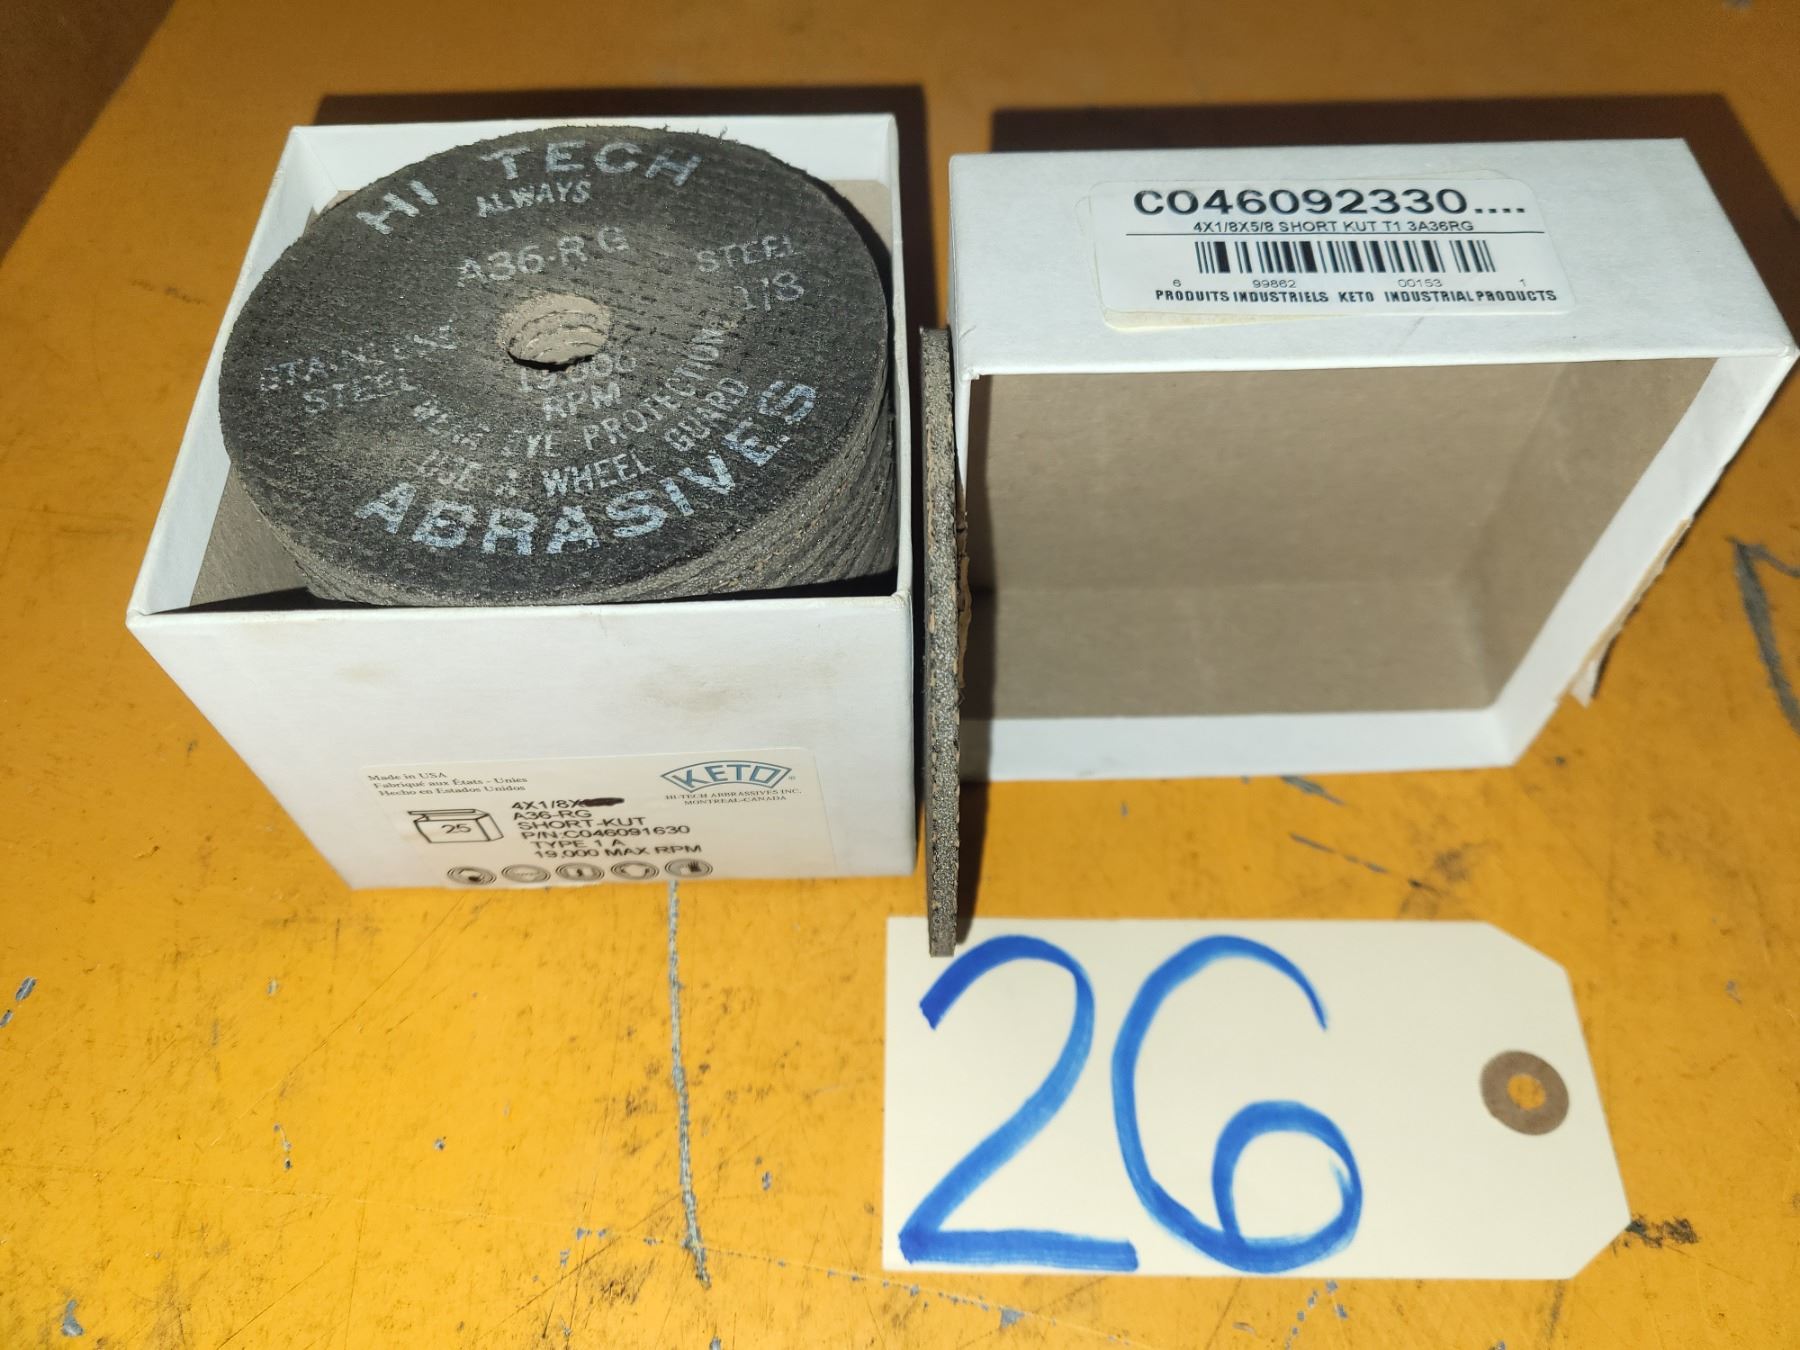 HI TECH
ALWAYS
A36-RG
STEEL
1/8
STEEL
RPM
WEAR EYE PROTECTION
USE A WHEEL GUARD
ABRASIVES
C046092330....
4X1/8X5/8 SHORT KUT T1 3A36RG
6 99862 00153 1
PRODUITS INDUSTRIELS KETO INDUSTRIAL PRODUCTS
Made in USA
Fabriqué aux États - Unies
Hecho en Estados Unidos
KETO®
HI-TECH ABBRASSIVES INC.
MONTREAL-CANADA
25
4X1/8X
A36-RG
SHORT-KUT
P/N:C046091630
TYPE 1 A
19,000 MAX RPM
26